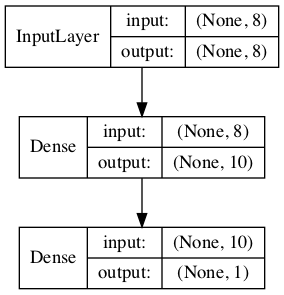 InputLayer
input: (None, 8)
output: (None, 8)
Dense
input: (None, 8)
output: (None, 10)
Dense
input: (None, 10)
output: (None, 1)